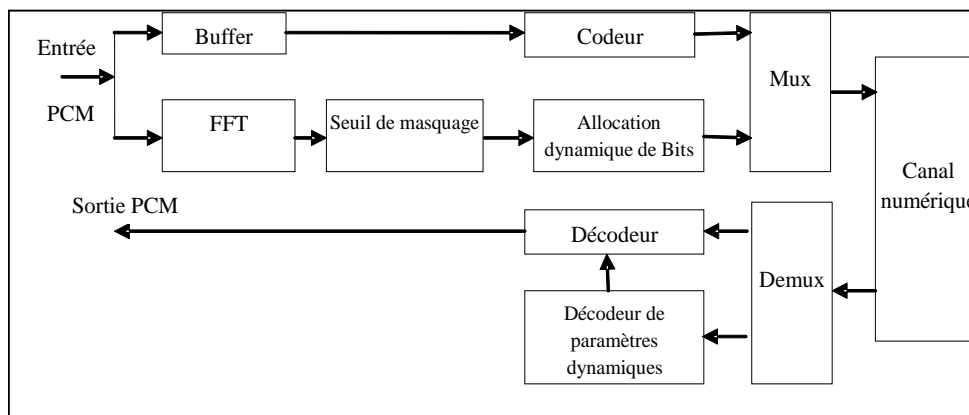 Entrée
PCM
Buffer
Codeur
Mux
FFT
Seuil de masquage
Allocation
dynamique de Bits
Canal
numérique
Sortie PCM
Décodeur
Demux
Décodeur de
paramètres
dynamiques